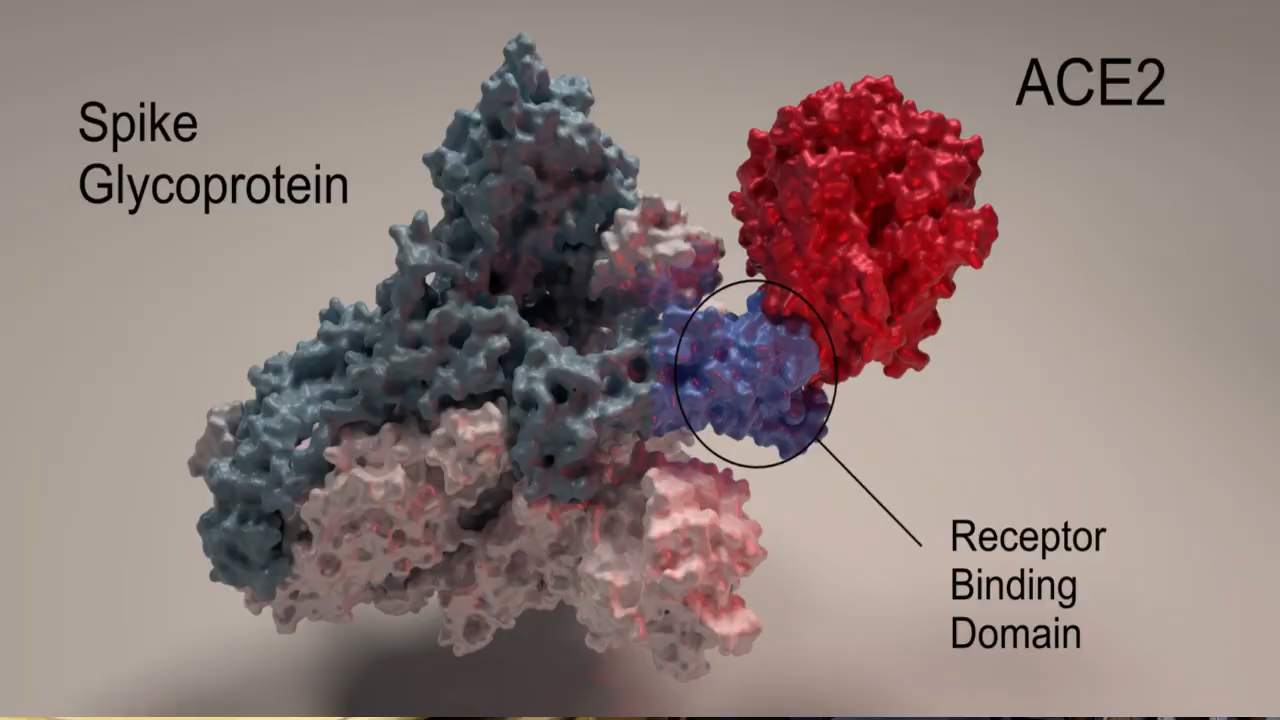 Spike
Glycoprotein
ACE2
Receptor
Binding
Domain